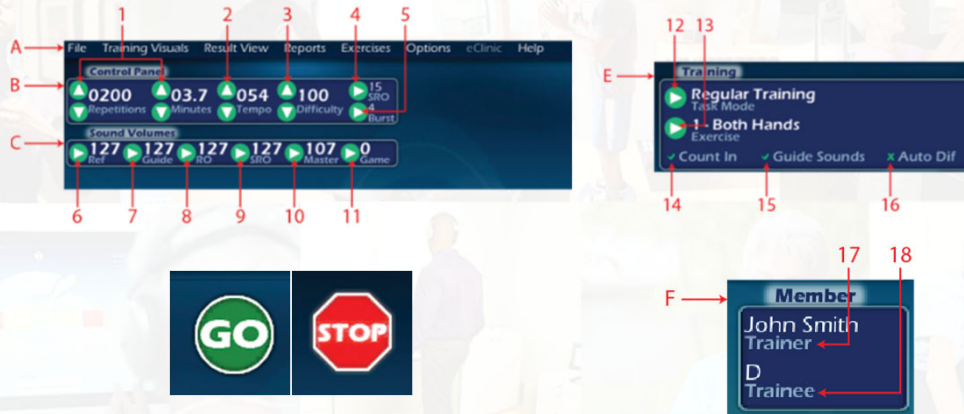 1 2 3 4 5
A File Training Visuals Result View Reports Exercises Options eClinic Help
Control Panel
B 0200 03.7 054 100 15 SRO
Repetitions Minutes Tempo Difficulty 4 Burst
Sound Volumes
C 127 127 127 127 107 0
Ref Guide RO SRO Master Game
6 7 8 9 10 11
12 13
E Training
Regular Training
Task Mode
1 - Both Hands
Exercise
Count In Guide Sounds x Auto Dif
14 15 16
GO STOP
17 18
F Member
John Smith
Trainer
D
Trainee